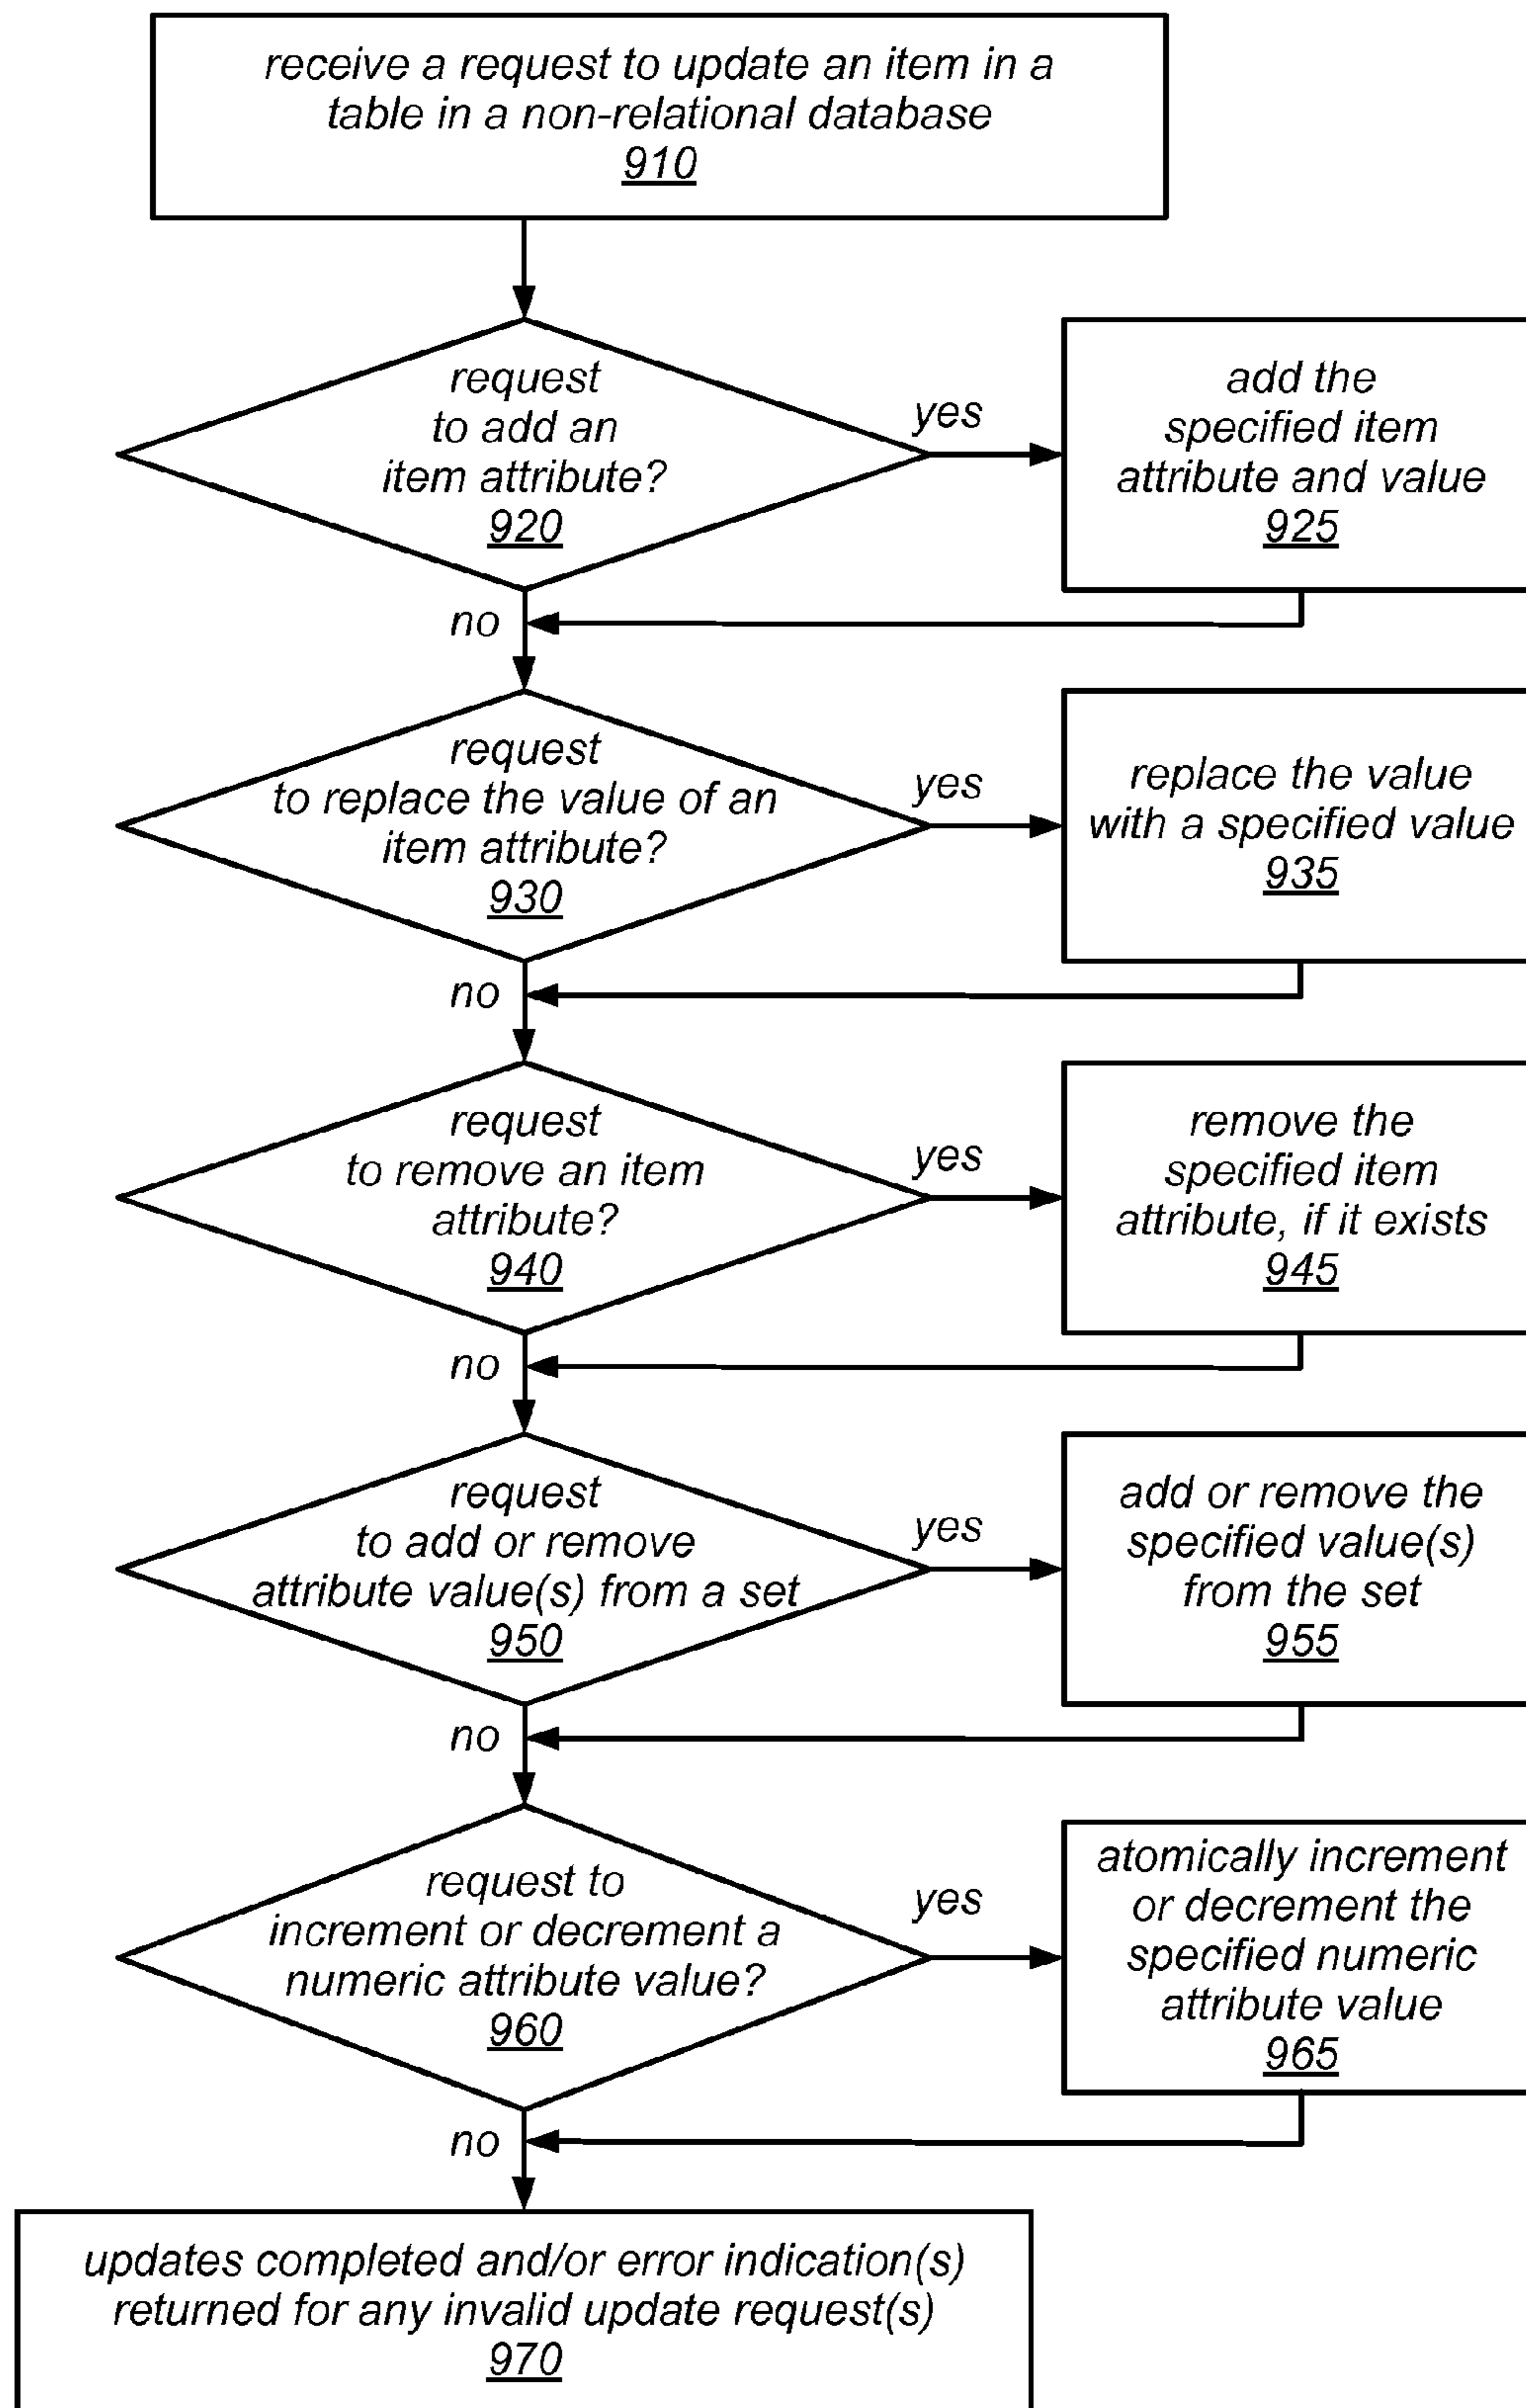 receive a request to update an item in a
table in a non-relational database
910
request
to add an
item attribute?
920
yes
add the
specified item
attribute and value
925
no
request
to replace the value of an
item attribute?
930
yes
replace the value
with a specified value
935
no
request
to remove an item
attribute?
940
yes
remove the
specified item
attribute, if it exists
945
no
request
to add or remove
attribute value(s) from a set
950
yes
add or remove the
specified value(s)
from the set
955
no
request to
increment or decrement a
numeric attribute value?
960
yes
atomically increment
or decrement the
specified numeric
attribute value
965
no
updates completed and/or error indication(s)
returned for any invalid update request(s)
970